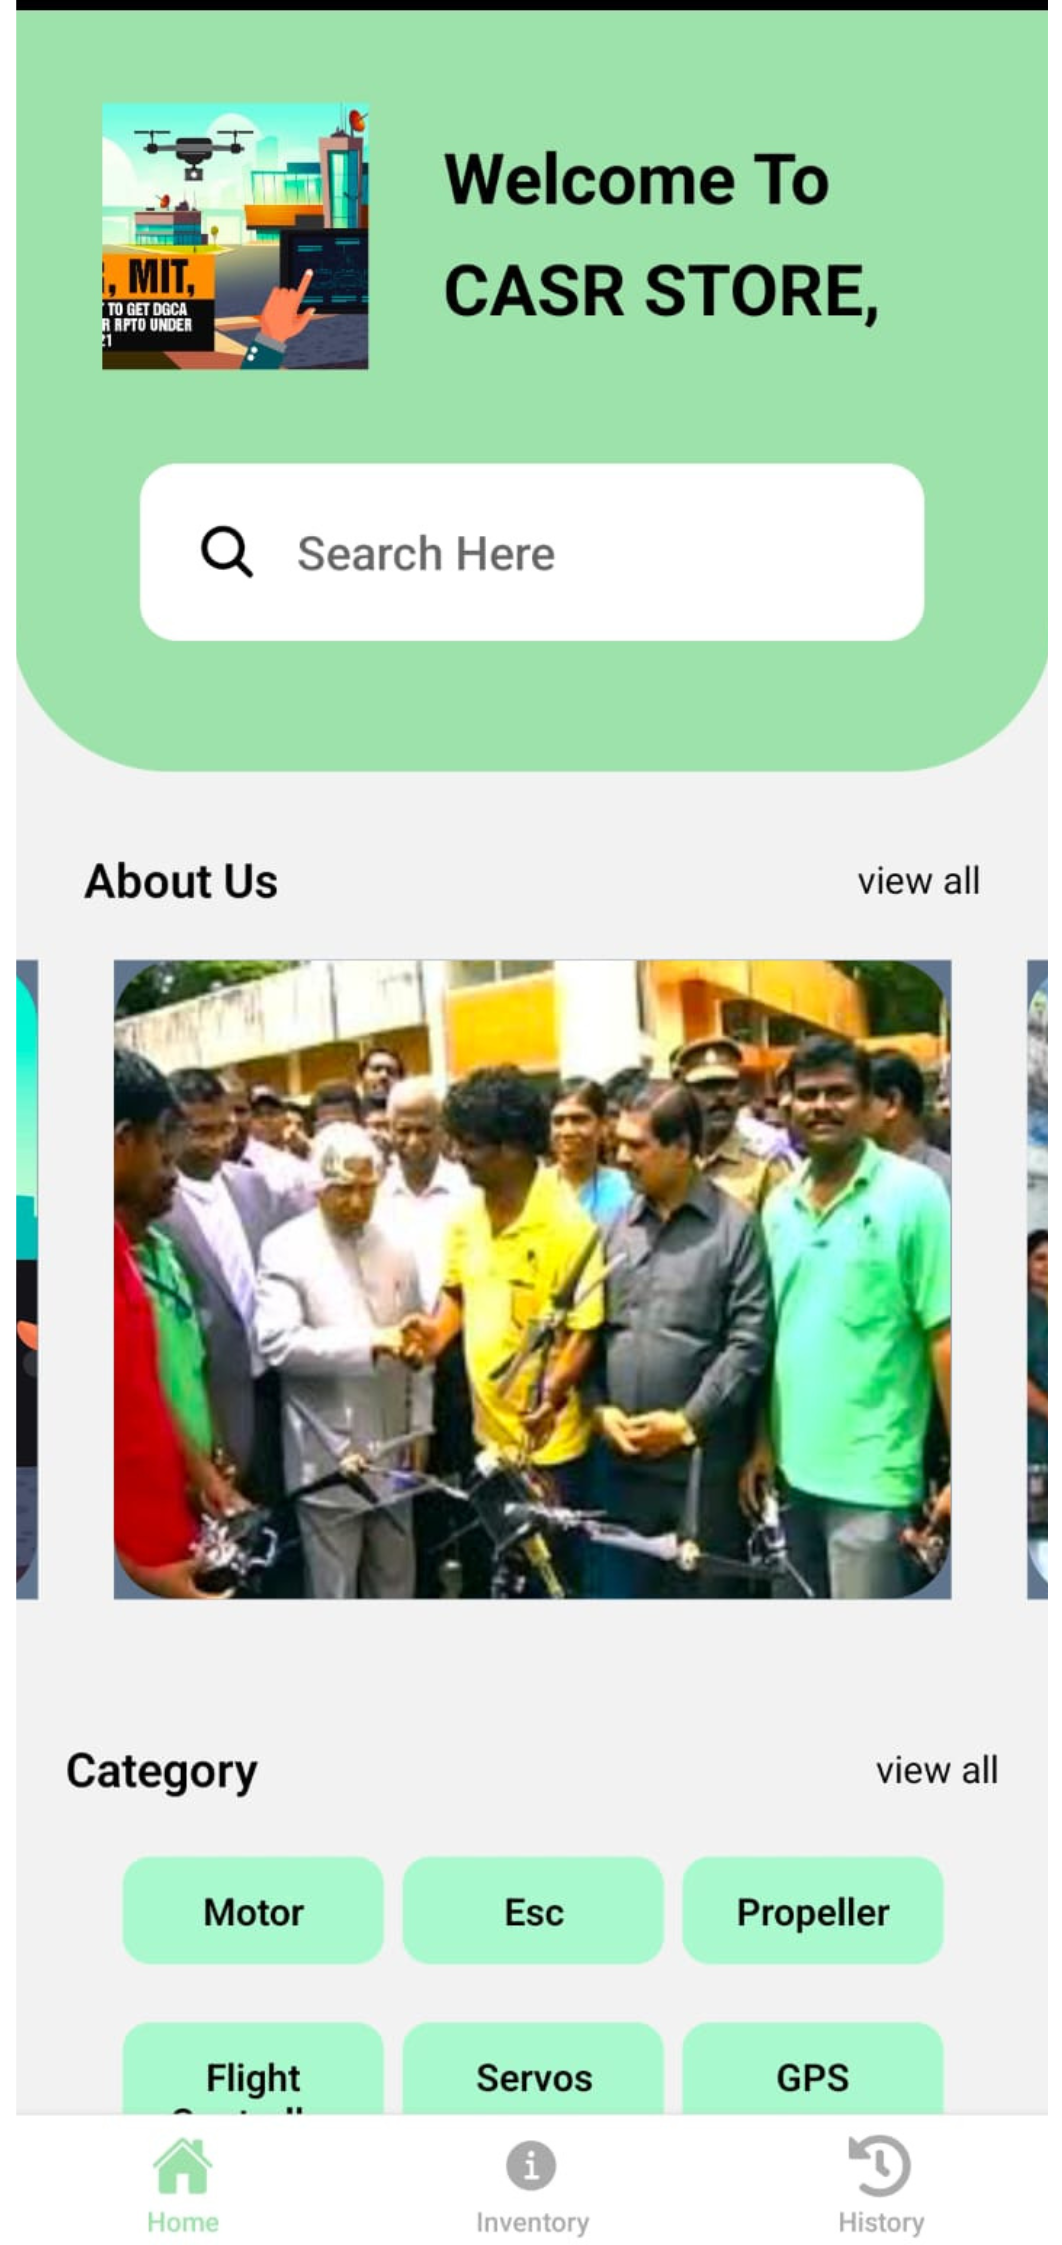 , MIT,
TO GET DGCA
R RPTO UNDER
21
Welcome To
CASR STORE,
Search Here
About Us
view all
Category
view all
Motor
Esc
Propeller
Flight
Servos
GPS
Home
Inventory
History